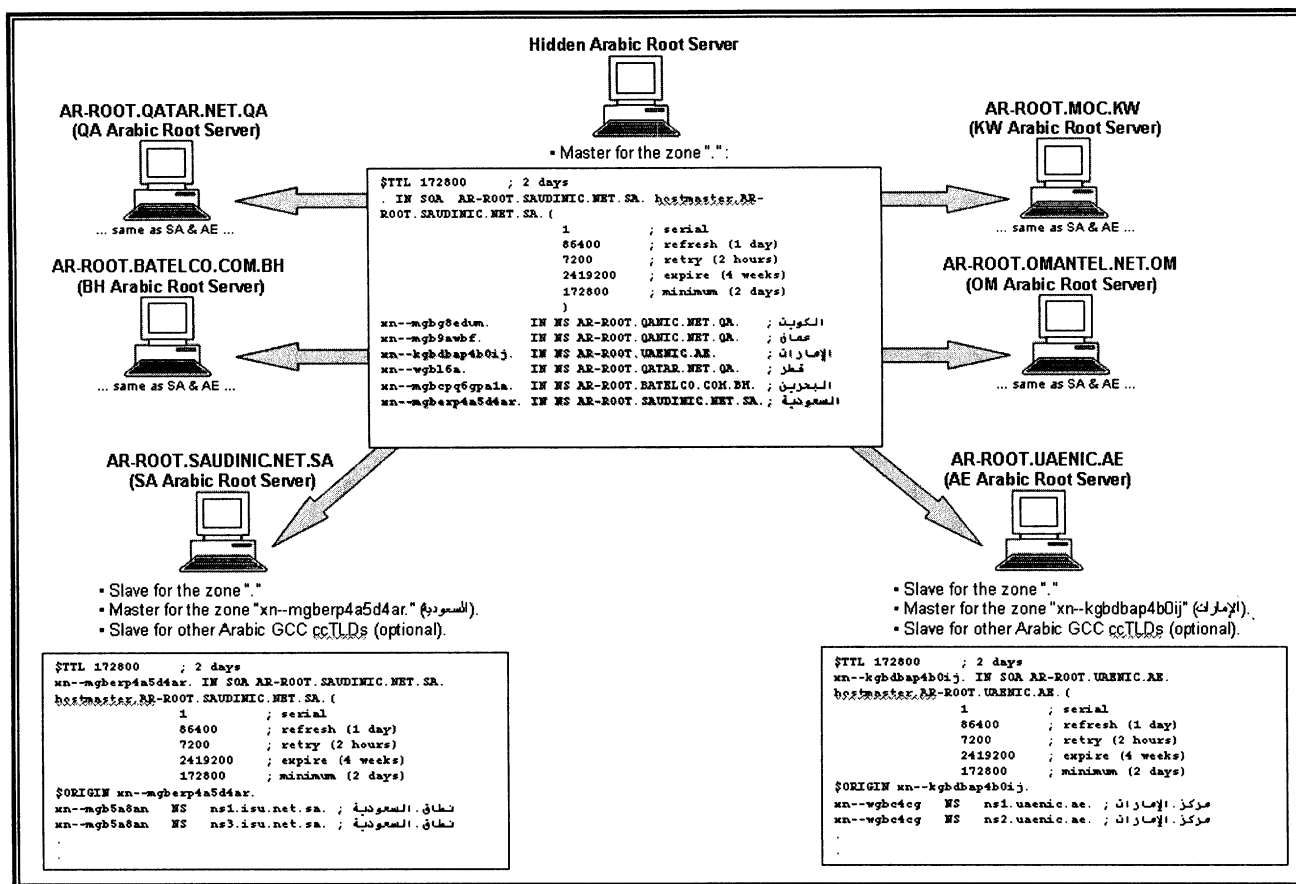 Hidden Arabic Root Server
AR-ROOT.QATAR.NET.QA
(QA Arabic Root Server)
... same as SA & AE ...
AR-ROOT.MOC.KW
(KW Arabic Root Server)
... same as SA & AE ...
AR-ROOT.BATELCO.COM.BH
(BH Arabic Root Server)
... same as SA & AE ...
AR-ROOT.OMANTEL.NET.OM
(OM Arabic Root Server)
... same as SA & AE ...
▪ Master for the zone "." :
$TTL 172800 ; 2 days
. IN SOA AR-ROOT.SAUDINIC.NET.SA. hostmaster.AR-
ROOT.SAUDINIC.NET.SA. (
1 ; serial
86400 ; refresh (1 day)
7200 ; retry (2 hours)
2419200 ; expire (4 weeks)
172800 ; minimum (2 days)
)
xn--mgbg8edum. IN NS AR-ROOT.QANIC.NET.QA. ; الكويت
xn--mgb9awbf. IN NS AR-ROOT.QANIC.NET.QA. ; عمان
xn--kgbdbap4b0ij. IN NS AR-ROOT.UAENIC.AE. ; الإمارات
xn--wgbl6a. IN NS AR-ROOT.QATAR.NET.QA. ; قطر
xn--mgbcpq6gpa1a. IN NS AR-ROOT.BATELCO.COM.BH. ; البحرين
xn--mgberp4a5d4ar. IN NS AR-ROOT.SAUDINIC.NET.SA. ; السعودية
AR-ROOT.SAUDINIC.NET.SA
(SA Arabic Root Server)
▪ Slave for the zone "."
▪ Master for the zone "xn--mgberp4a5d4ar." (السعودية).
▪ Slave for other Arabic GCC ccTLDs (optional).
$TTL 172800 ; 2 days
xn--mgberp4a5d4ar. IN SOA AR-ROOT.SAUDINIC.NET.SA.
hostmaster.AR-ROOT.SAUDINIC.NET.SA. (
1 ; serial
86400 ; refresh (1 day)
7200 ; retry (2 hours)
2419200 ; expire (4 weeks)
172800 ; minimum (2 days)
$ORIGIN xn--mgberp4a5d4ar.
xn--mgb5a8an NS ns1.isu.net.sa. ; نطاق.السعودية
xn--mgb5a8an NS ns3.isu.net.sa. ; نطاق.السعودية
.
.
AR-ROOT.UAENIC.AE
(AE Arabic Root Server)
▪ Slave for the zone "."
▪ Master for the zone "xn--kgbdbap4b0ij" (الإمارات).
▪ Slave for other Arabic GCC ccTLDs (optional).
$TTL 172800 ; 2 days
xn--kgbdbap4b0ij. IN SOA AR-ROOT.UAENIC.AE.
hostmaster.AR-ROOT.UAENIC.AE. (
1 ; serial
86400 ; refresh (1 day)
7200 ; retry (2 hours)
2419200 ; expire (4 weeks)
172800 ; minimum (2 days)
$ORIGIN xn--kgbdbap4b0ij.
xn--wgbc4cg NS ns1.uaenic.ae. ; مركز.الإمارات
xn--wgbc4cg NS ns2.uaenic.ae. ; مركز.الإمارات
.
.